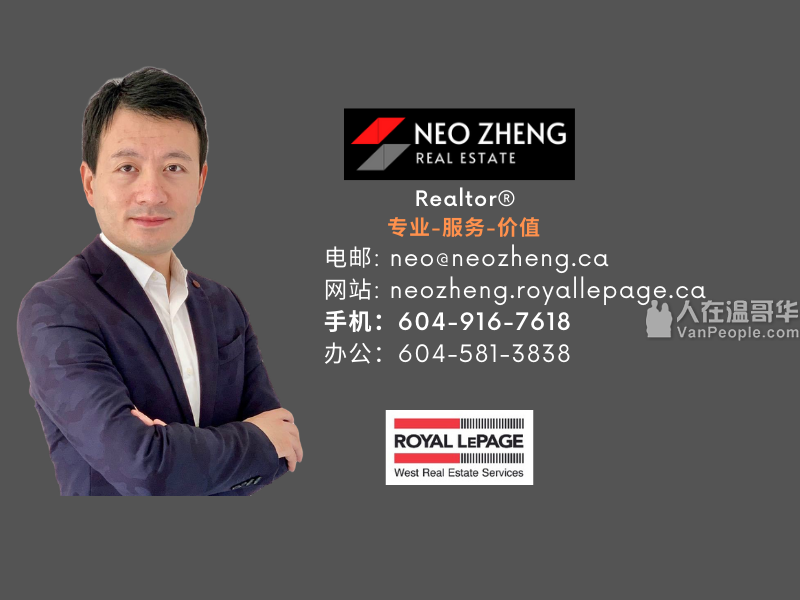 NEO ZHENG
REAL ESTATE
Realtor®
专业-服务-价值
电邮: neo@neozheng.ca
网站: neozheng.royallepage.ca
手机：604-916-7618
办公：604-581-3838
人在温哥华
VanPeople.com
ROYAL LEPAGE
West Real Estate Services